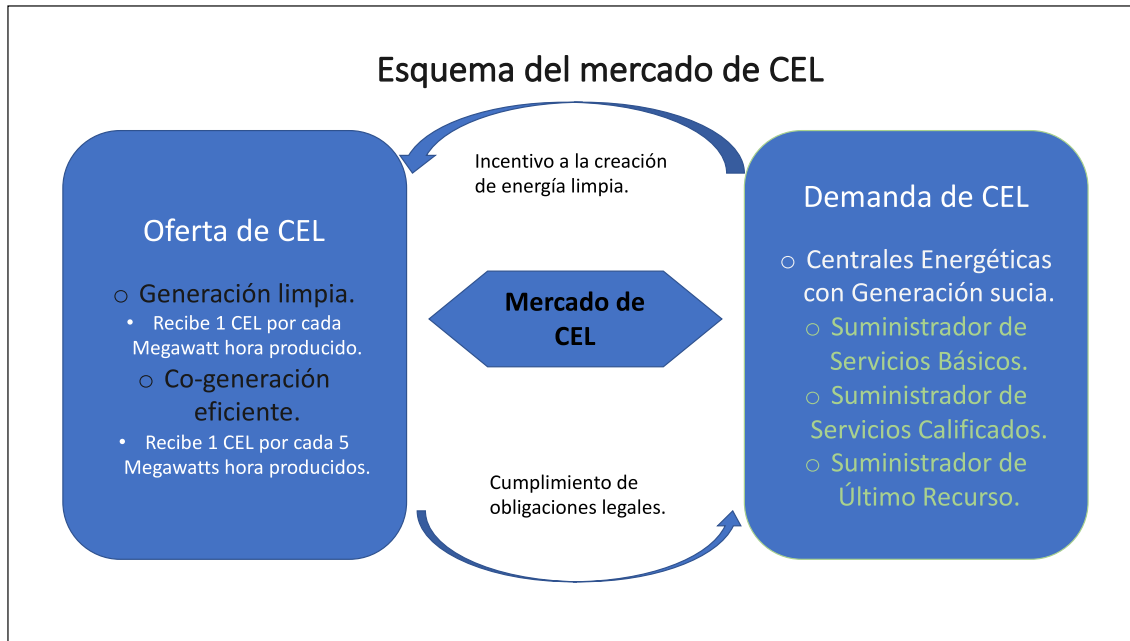 Esquema del mercado de CEL
Oferta de CEL
o Generación limpia.
• Recibe 1 CEL por cada
Megawatt hora producido.
o Co-generación
eficiente.
• Recibe 1 CEL por cada 5
Megawatts hora producidos.
Incentivo a la creación
de energía limpia.
Mercado de
CEL
Cumplimiento de
obligaciones legales.
Demanda de CEL
o Centrales Energéticas
con Generación sucia.
o Suministrador de
Servicios Básicos.
o Suministrador de
Servicios Calificados.
o Suministrador de
Último Recurso.